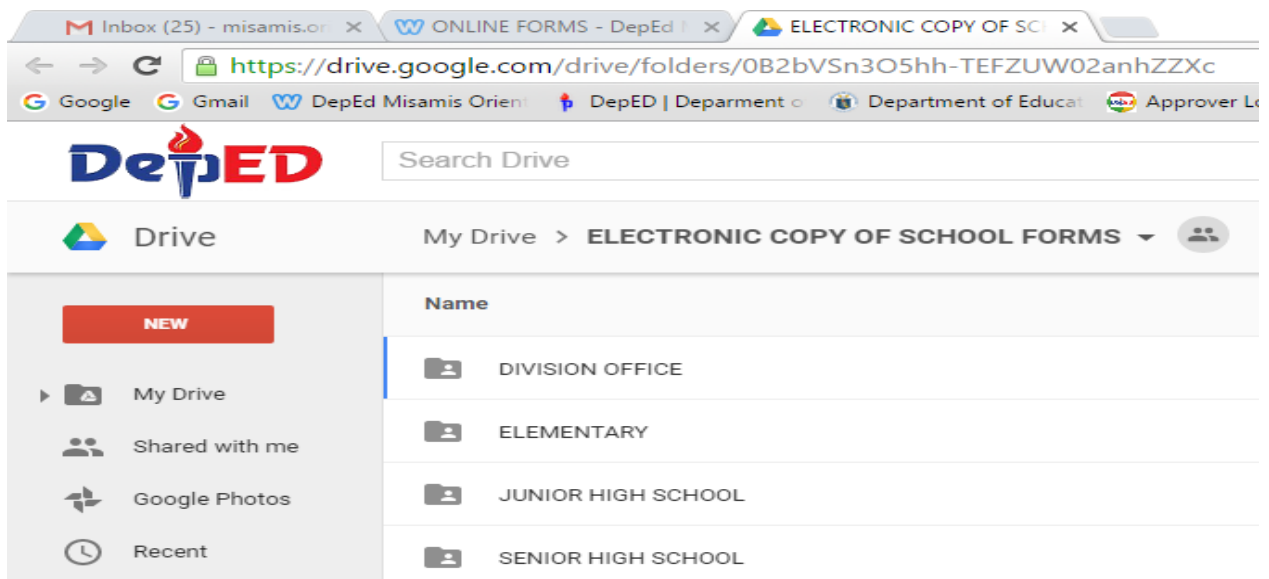 Inbox (25) - misamis.or
ONLINE FORMS - DepEd M
ELECTRONIC COPY OF SCH
https://drive.google.com/drive/folders/0B2bVSn3O5hh-TEFZUW02anhZZXc
Google Gmail DepEd Misamis Orient DepED | Deparment o Department of Educat Approver Lo
DepED
Search Drive
Drive
My Drive > ELECTRONIC COPY OF SCHOOL FORMS
Name
NEW
DIVISION OFFICE
My Drive
ELEMENTARY
Shared with me
JUNIOR HIGH SCHOOL
Google Photos
SENIOR HIGH SCHOOL
Recent